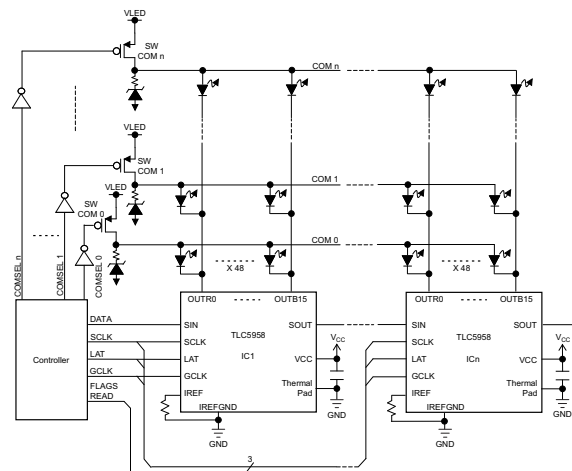 VLED
SW
COM n
COM n
VLED
SW
COM 1
COM 1
VLED
SW
COM 0
COM 0
COMSEL n
COMSEL 1
COMSEL 0
X 48
X 48
OUTR0
OUTB15
OUTR0
OUTB15
Controller
DATA
SCLK
LAT
GCLK
FLAGS
READ
SIN
SOUT
TLC5958
SCLK
LAT
IC1
VCC
GCLK
Thermal
Pad
IREF
IREFGND
VCC
GND
GND
SIN
SOUT
TLC5958
SCLK
LAT
ICn
VCC
GCLK
Thermal
Pad
IREF
IREFGND
VCC
GND
GND
3